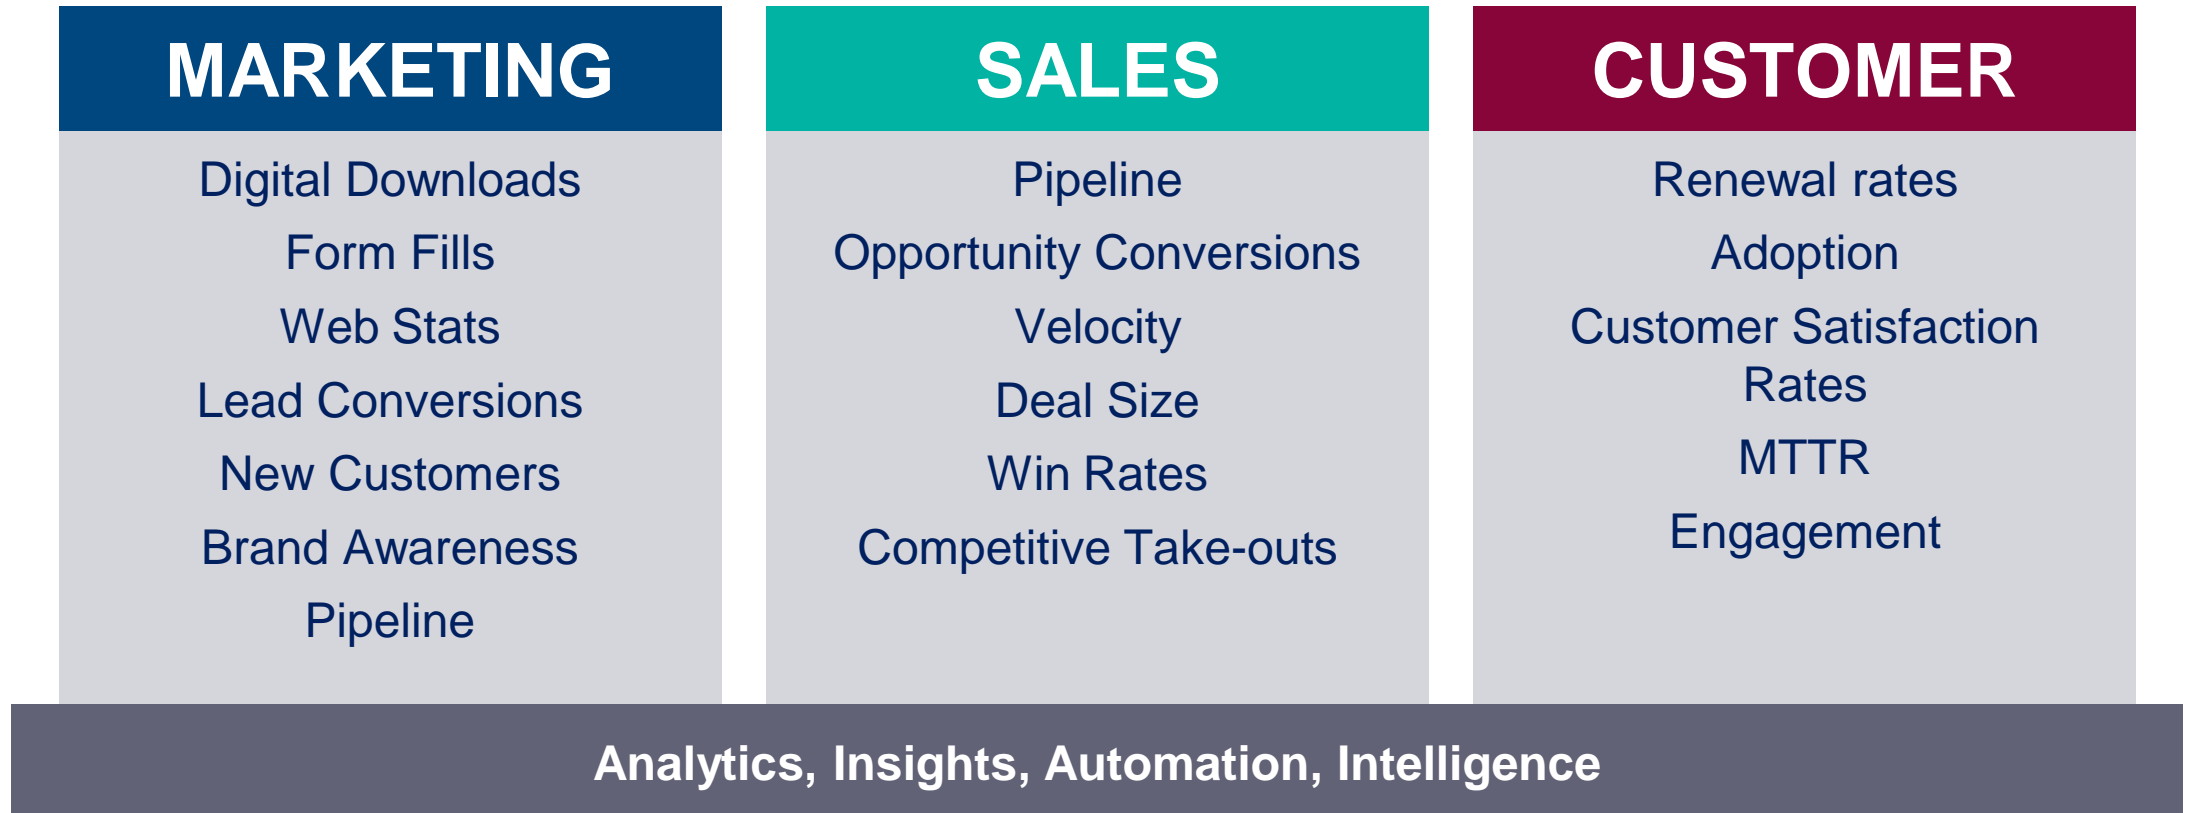 MARKETING
Digital Downloads
Form Fills
Web Stats
Lead Conversions
New Customers
Brand Awareness
Pipeline
SALES
Pipeline
Opportunity Conversions
Velocity
Deal Size
Win Rates
Competitive Take-outs
CUSTOMER
Renewal rates
Adoption
Customer Satisfaction
Rates
MTTR
Engagement
Analytics, Insights, Automation, Intelligence